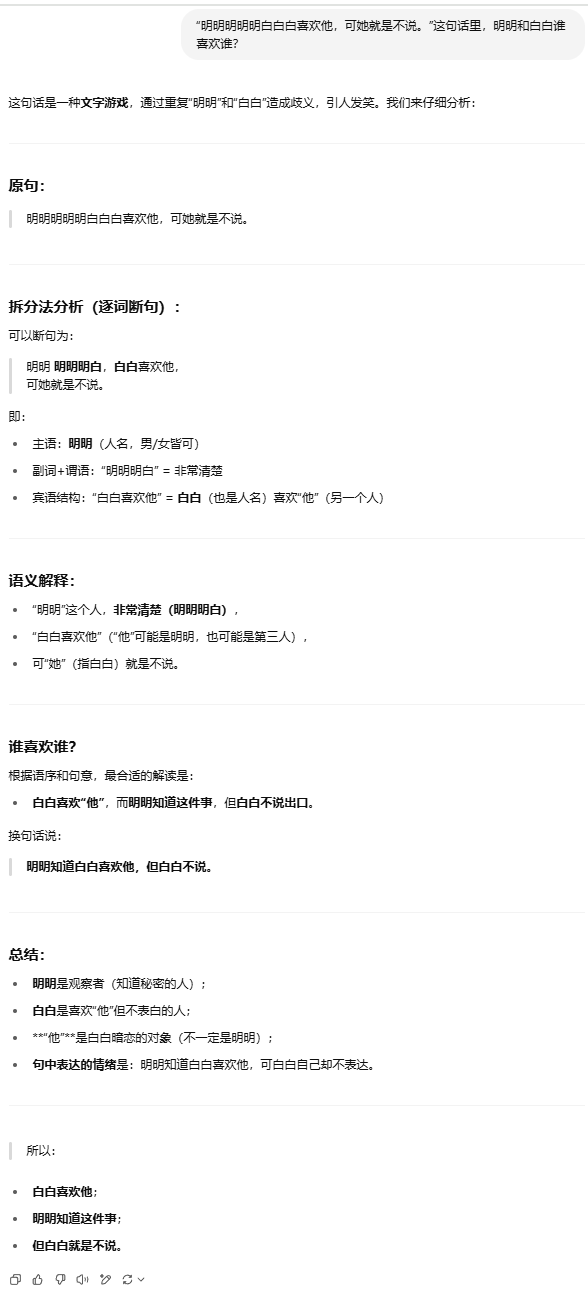 “明明明明明白白白喜欢他，可她就是不说。”这句话里，明明和白白谁
喜欢谁？
这句话是一种文字游戏，通过重复“明明”和“白白”造成歧义，引人发笑。我们来仔细分析：
原句：
明明明明明白白白喜欢他，可她就是不说。
拆分法分析（逐词断句）：
可以断句为：
明明 明明明白，白白喜欢他，
可她就是不说。
即：
• 主语：明明（人名，男/女皆可）
• 副词+谓语：“明明明白” = 非常清楚
• 宾语结构：“白白喜欢他” = 白白（也是人名）喜欢“他”（另一个人）
语义解释：
• “明明”这个人，非常清楚（明明明白），
• “白白喜欢他”（“他”可能是明明，也可能是第三人），
• 可“她”（指白白）就是不说。
谁喜欢谁？
根据语序和句意，最合适的解读是：
• 白白喜欢“他”，而明明知道这件事，但白白不说出口。
换句话说：
明明知道白白喜欢他，但白白不说。
总结：
• 明明是观察者（知道秘密的人）；
• 白白是喜欢“他”但不表白的人；
• **“他”**是白白暗恋的对象（不一定是明明）；
• 句中表达的情绪是：明明知道白白喜欢他，可白白自己却不表达。
所以：
• 白白喜欢他；
• 明明知道这件事；
• 但白白就是不说。